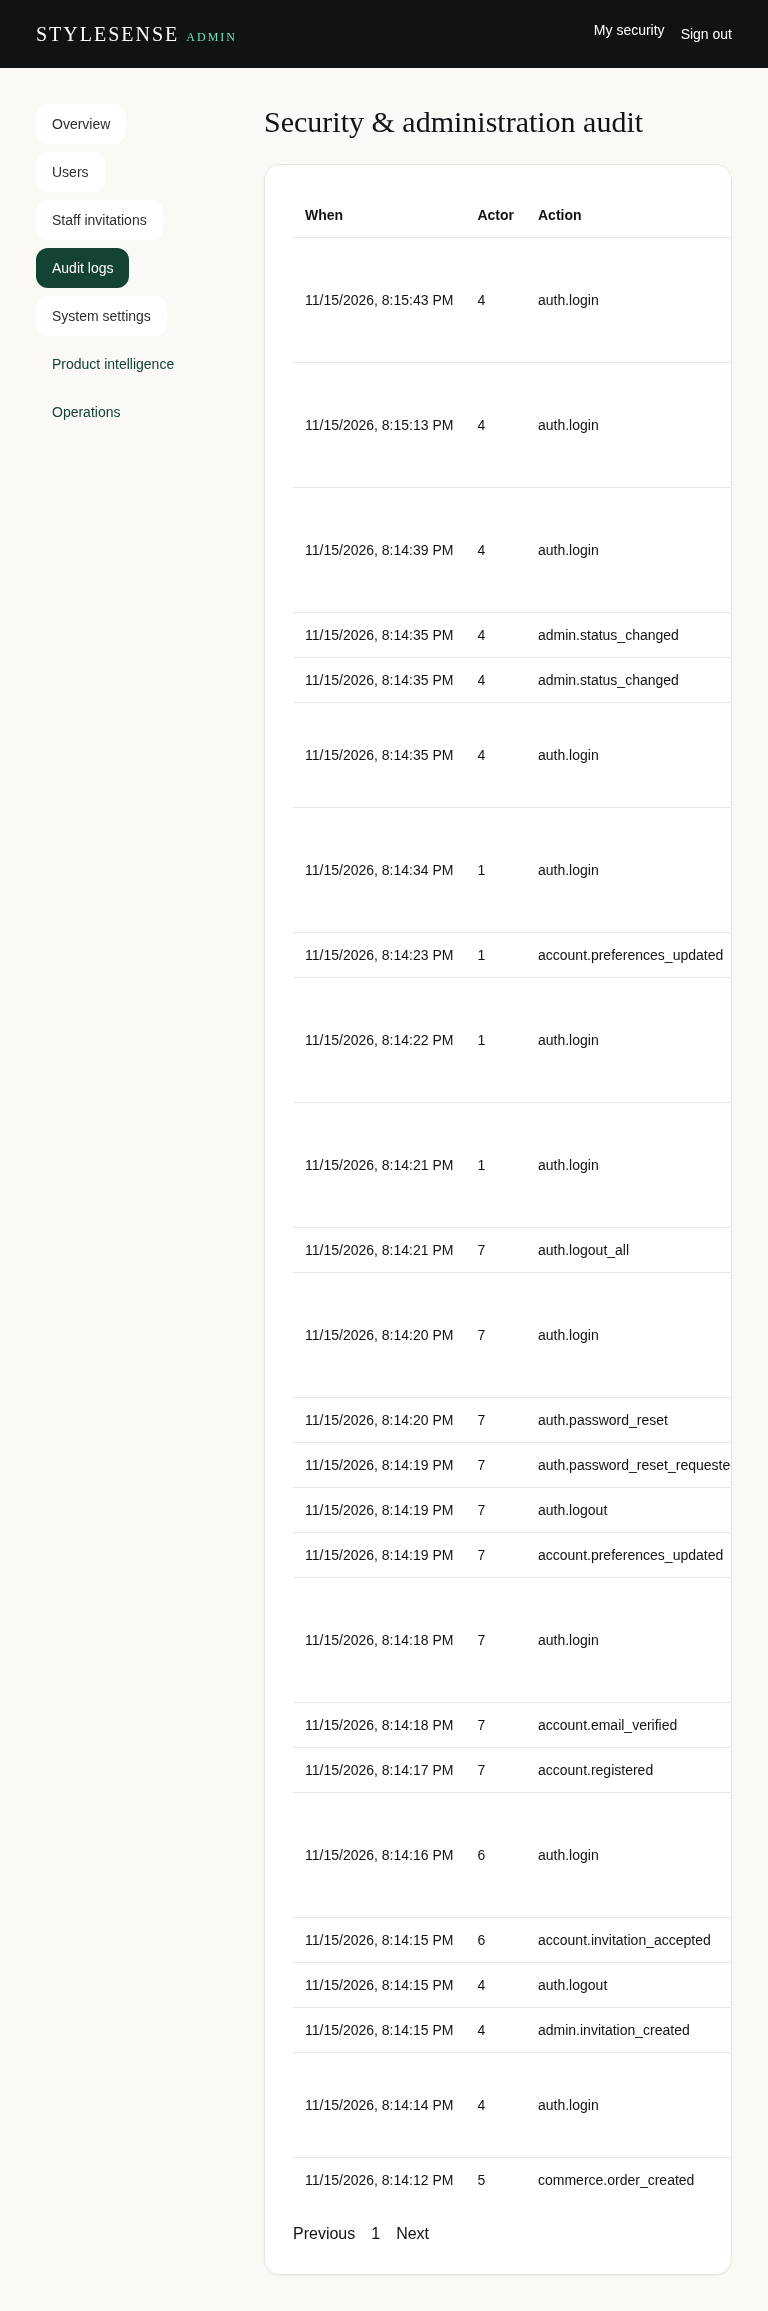 STYLESENSE ADMIN
My security
Sign out
Overview
Users
Staff invitations
Audit logs
System settings
Product intelligence
Operations
Security & administration audit
When Actor Action
11/15/2026, 8:15:43 PM 4 auth.login
11/15/2026, 8:15:13 PM 4 auth.login
11/15/2026, 8:14:39 PM 4 auth.login
11/15/2026, 8:14:35 PM 4 admin.status_changed
11/15/2026, 8:14:35 PM 4 admin.status_changed
11/15/2026, 8:14:35 PM 4 auth.login
11/15/2026, 8:14:34 PM 1 auth.login
11/15/2026, 8:14:23 PM 1 account.preferences_updated
11/15/2026, 8:14:22 PM 1 auth.login
11/15/2026, 8:14:21 PM 1 auth.login
11/15/2026, 8:14:21 PM 7 auth.logout_all
11/15/2026, 8:14:20 PM 7 auth.login
11/15/2026, 8:14:20 PM 7 auth.password_reset
11/15/2026, 8:14:19 PM 7 auth.password_reset_requeste
11/15/2026, 8:14:19 PM 7 auth.logout
11/15/2026, 8:14:19 PM 7 account.preferences_updated
11/15/2026, 8:14:18 PM 7 auth.login
11/15/2026, 8:14:18 PM 7 account.email_verified
11/15/2026, 8:14:17 PM 7 account.registered
11/15/2026, 8:14:16 PM 6 auth.login
11/15/2026, 8:14:15 PM 6 account.invitation_accepted
11/15/2026, 8:14:15 PM 4 auth.logout
11/15/2026, 8:14:15 PM 4 admin.invitation_created
11/15/2026, 8:14:14 PM 4 auth.login
11/15/2026, 8:14:12 PM 5 commerce.order_created
Previous 1 Next